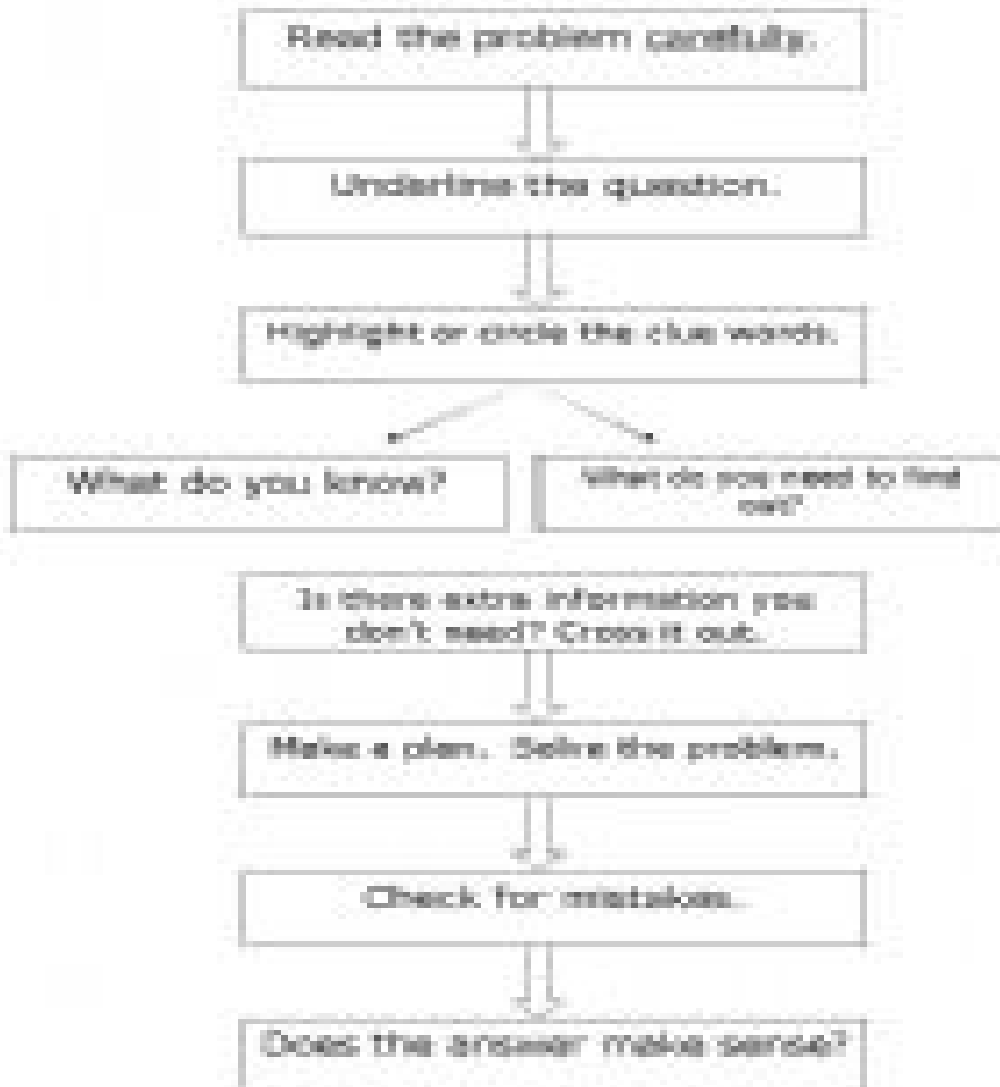 Read the problem carefully.
Underline the question.
Highlight or circle the clue words.
What do you know?
What do you need to find
out?
Is there extra information you
don't need? Cross it out.
Make a plan. Solve the problem.
Check for mistakes.
Does the answer make sense?